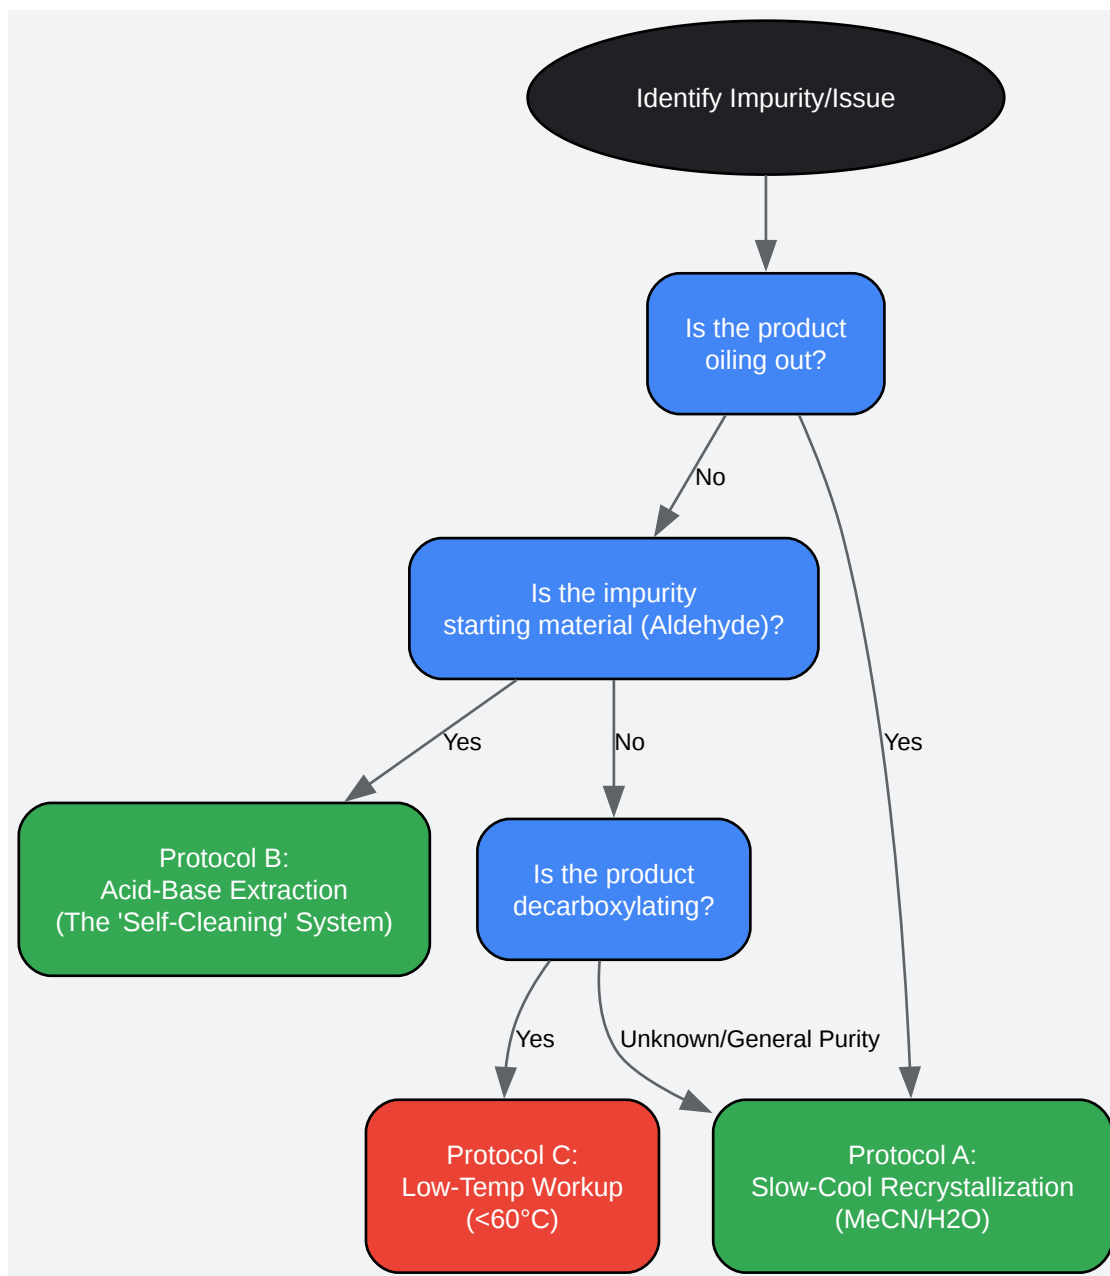 Identify Impurity/Issue
Is the product
oiling out?
No
Yes
Is the impurity
starting material (Aldehyde)?
Yes
No
Protocol B:
Acid-Base Extraction
(The 'Self-Cleaning' System)
Is the product
decarboxylating?
Yes
Unknown/General Purity
Protocol C:
Low-Temp Workup
(<60°C)
Protocol A:
Slow-Cool Recrystallization
(MeCN/H2O)